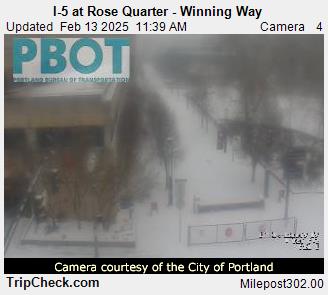 I-5 at Rose Quarter - Winning Way
Updated Feb 13 2025 11:39 AM Camera 4
PBOT
PORTLAND BUREAU OF TRANSPORTATION
Camera courtesy of the City of Portland
TripCheck.com Milepost302.00